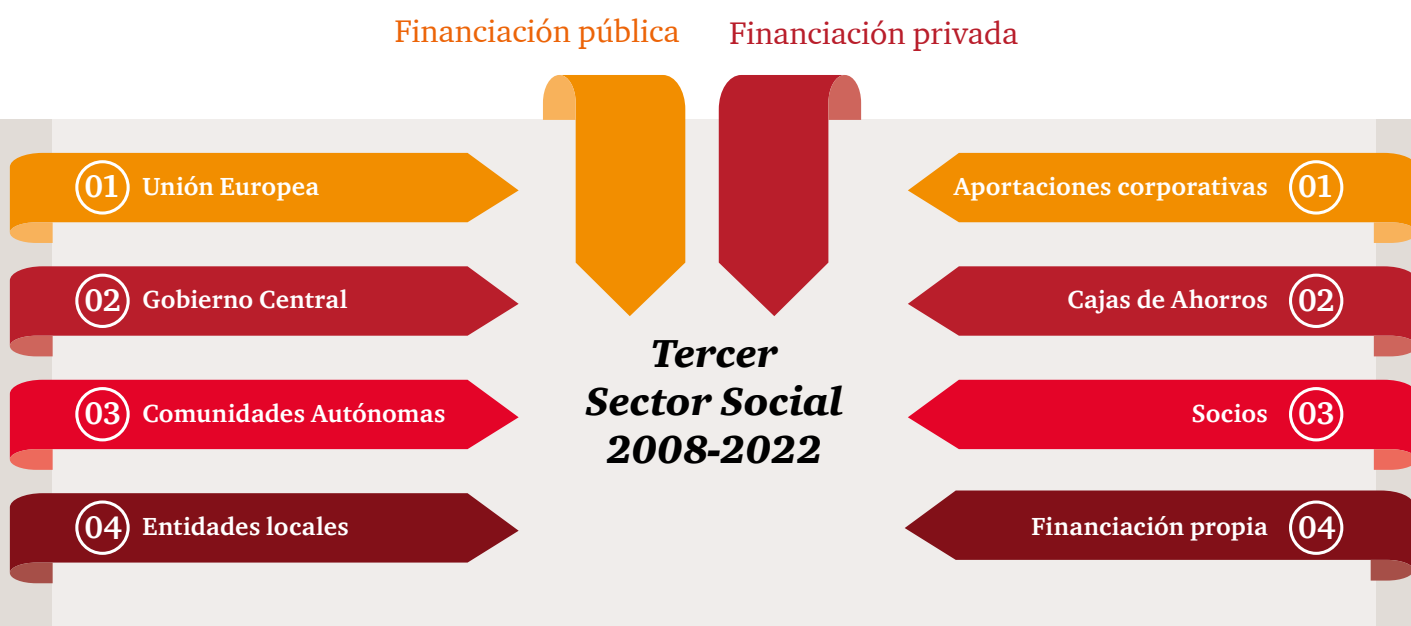 Financiación pública
Financiación privada
01 Unión Europea
02 Gobierno Central
03 Comunidades Autónomas
04 Entidades locales
Tercer
Sector Social
2008-2022
Aportaciones corporativas 01
Cajas de Ahorros 02
Socios 03
Financiación propia 04